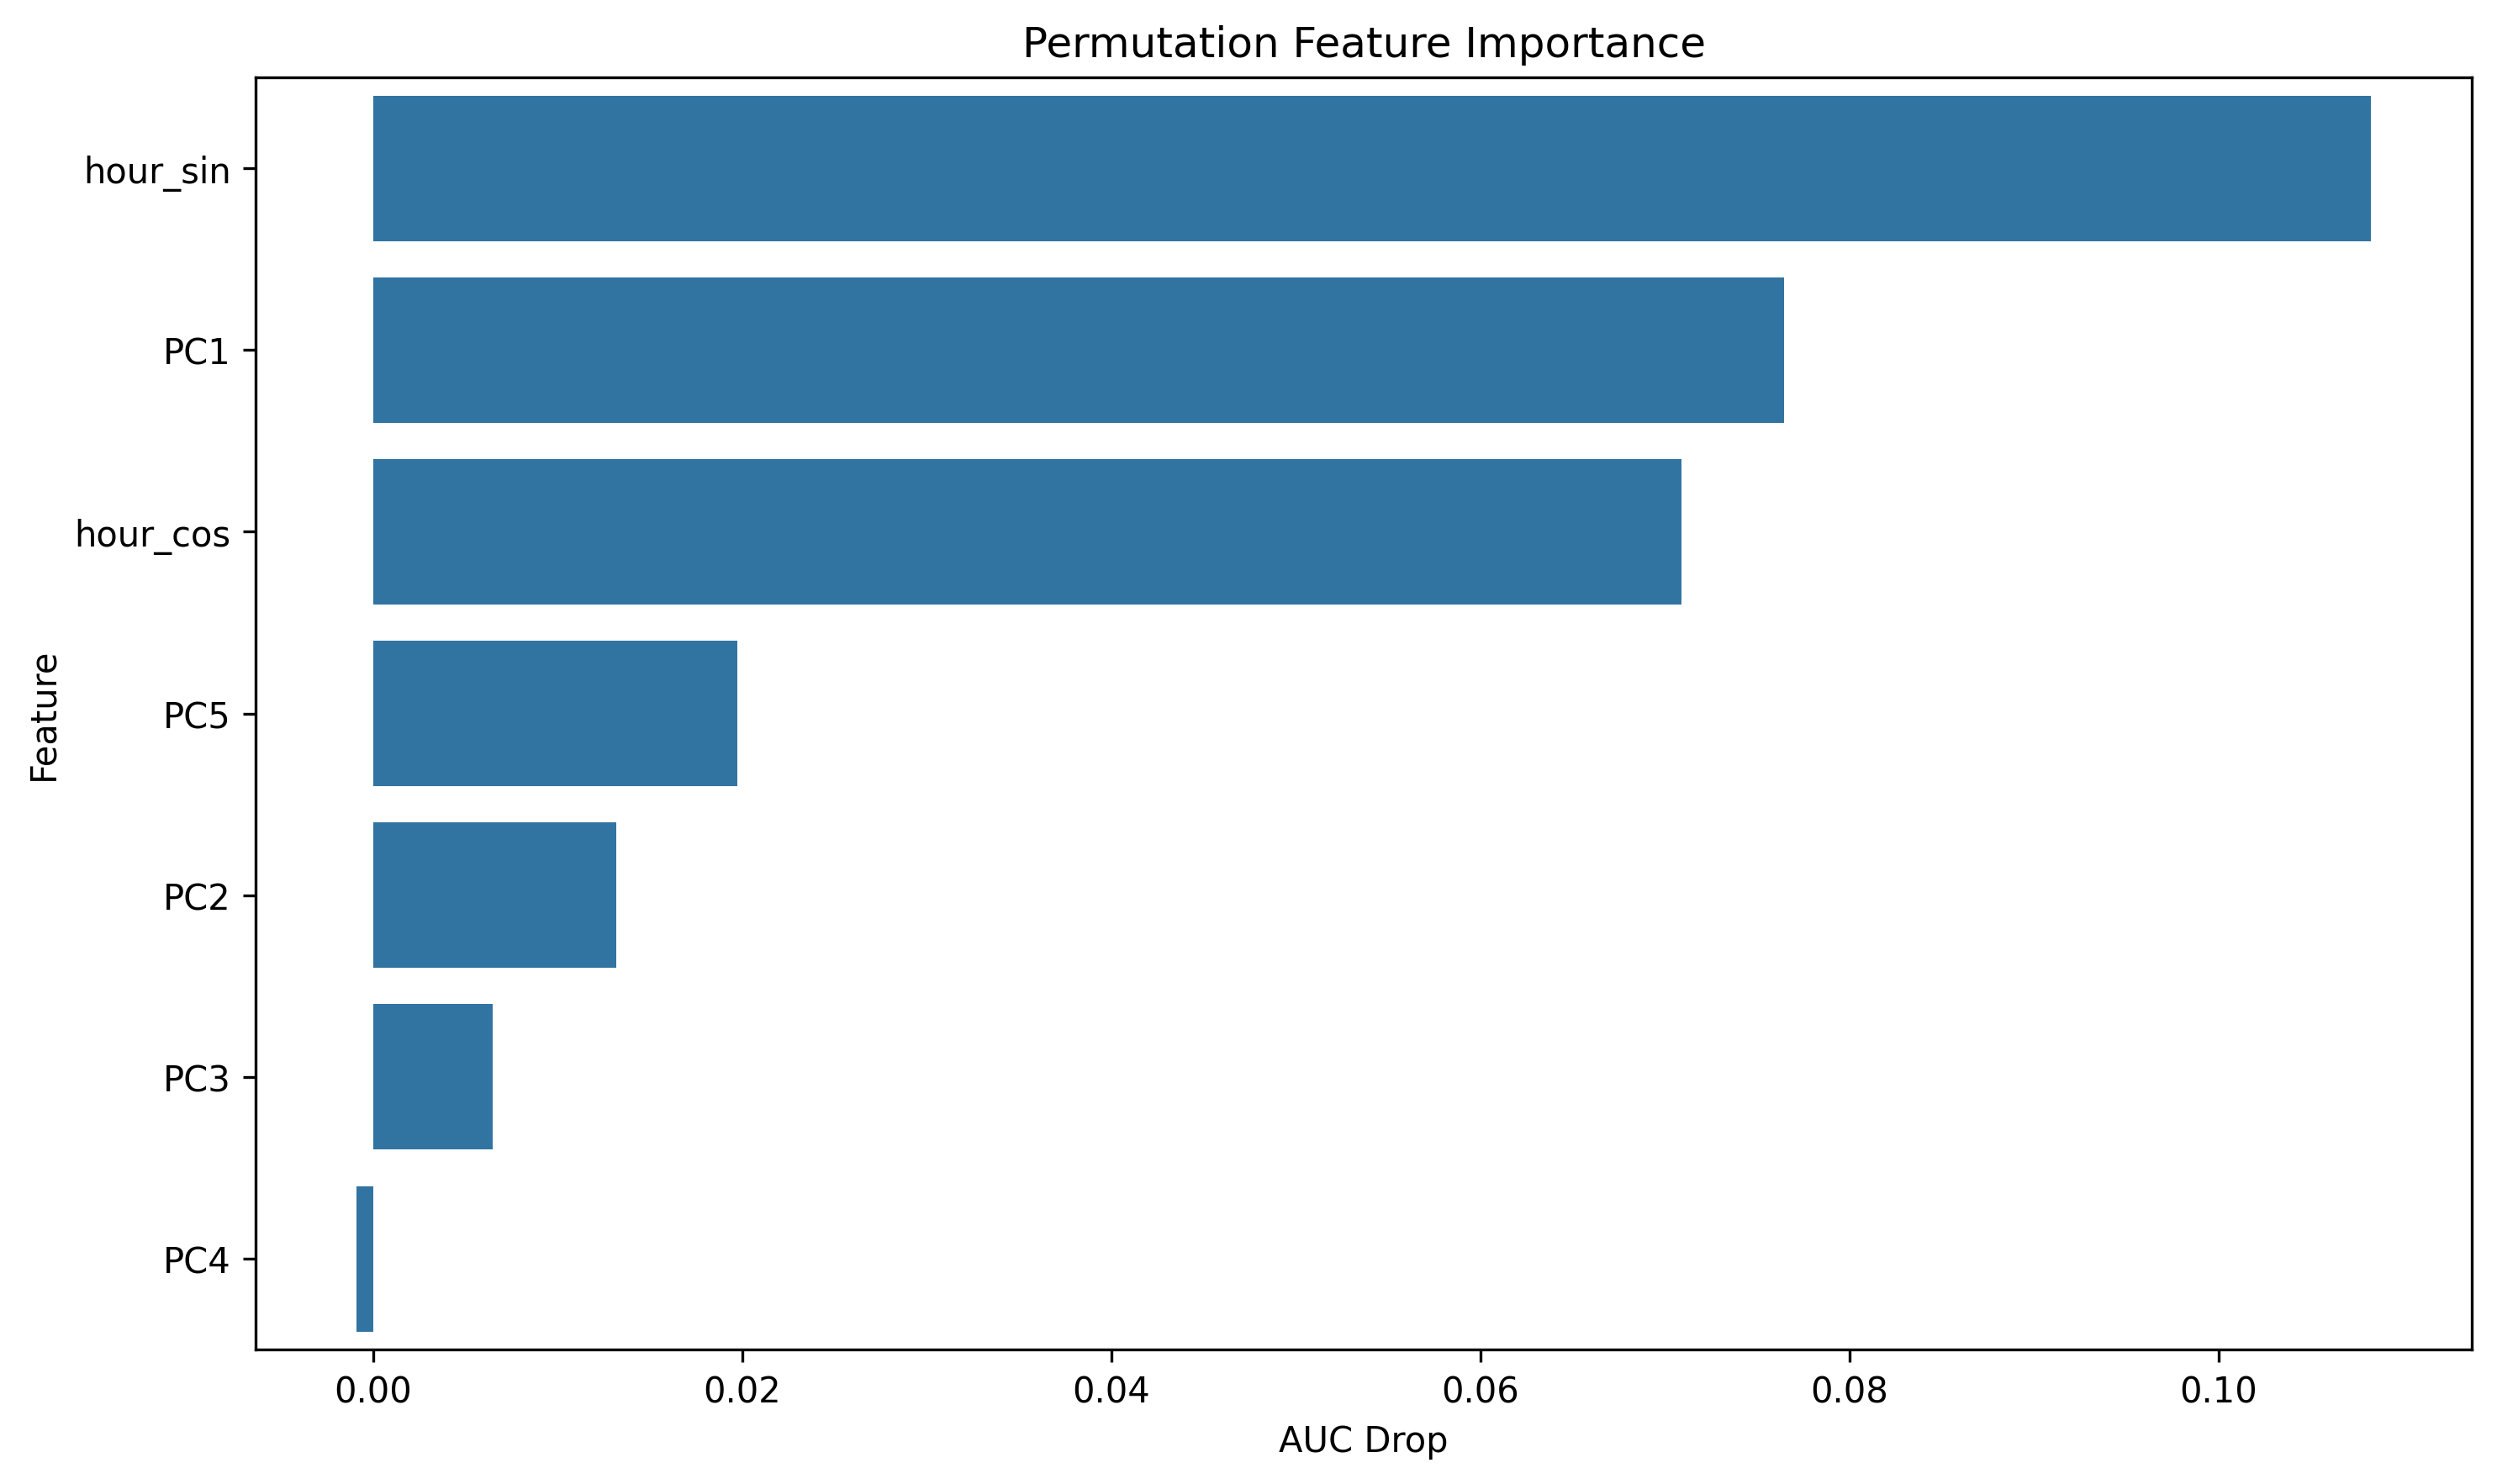 Permutation Feature Importance
hour_sin
PC1
hour_cos
PC5
PC2
PC3
PC4
Feature
0.00 0.02 0.04 0.06 0.08 0.10
AUC Drop